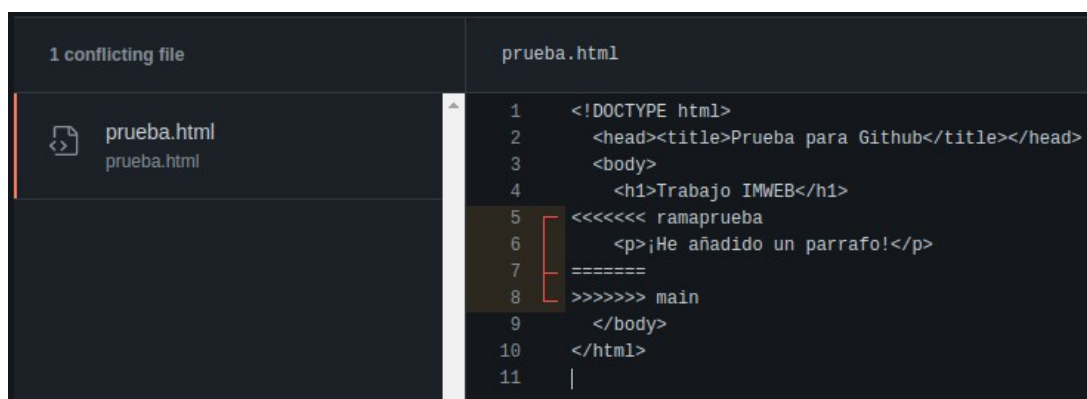 1 conflicting file
prueba.html
prueba.html
prueba.html
1 <!DOCTYPE html>
2 <head><title>Prueba para Github</title></head>
3 <body>
4 <h1>Trabajo IMWEB</h1>
5 <<<<<<< ramaprueba
6 <p>¡He añadido un parrafo!</p>
7 =======
8 >>>>>>> main
9 </body>
10 </html>
11